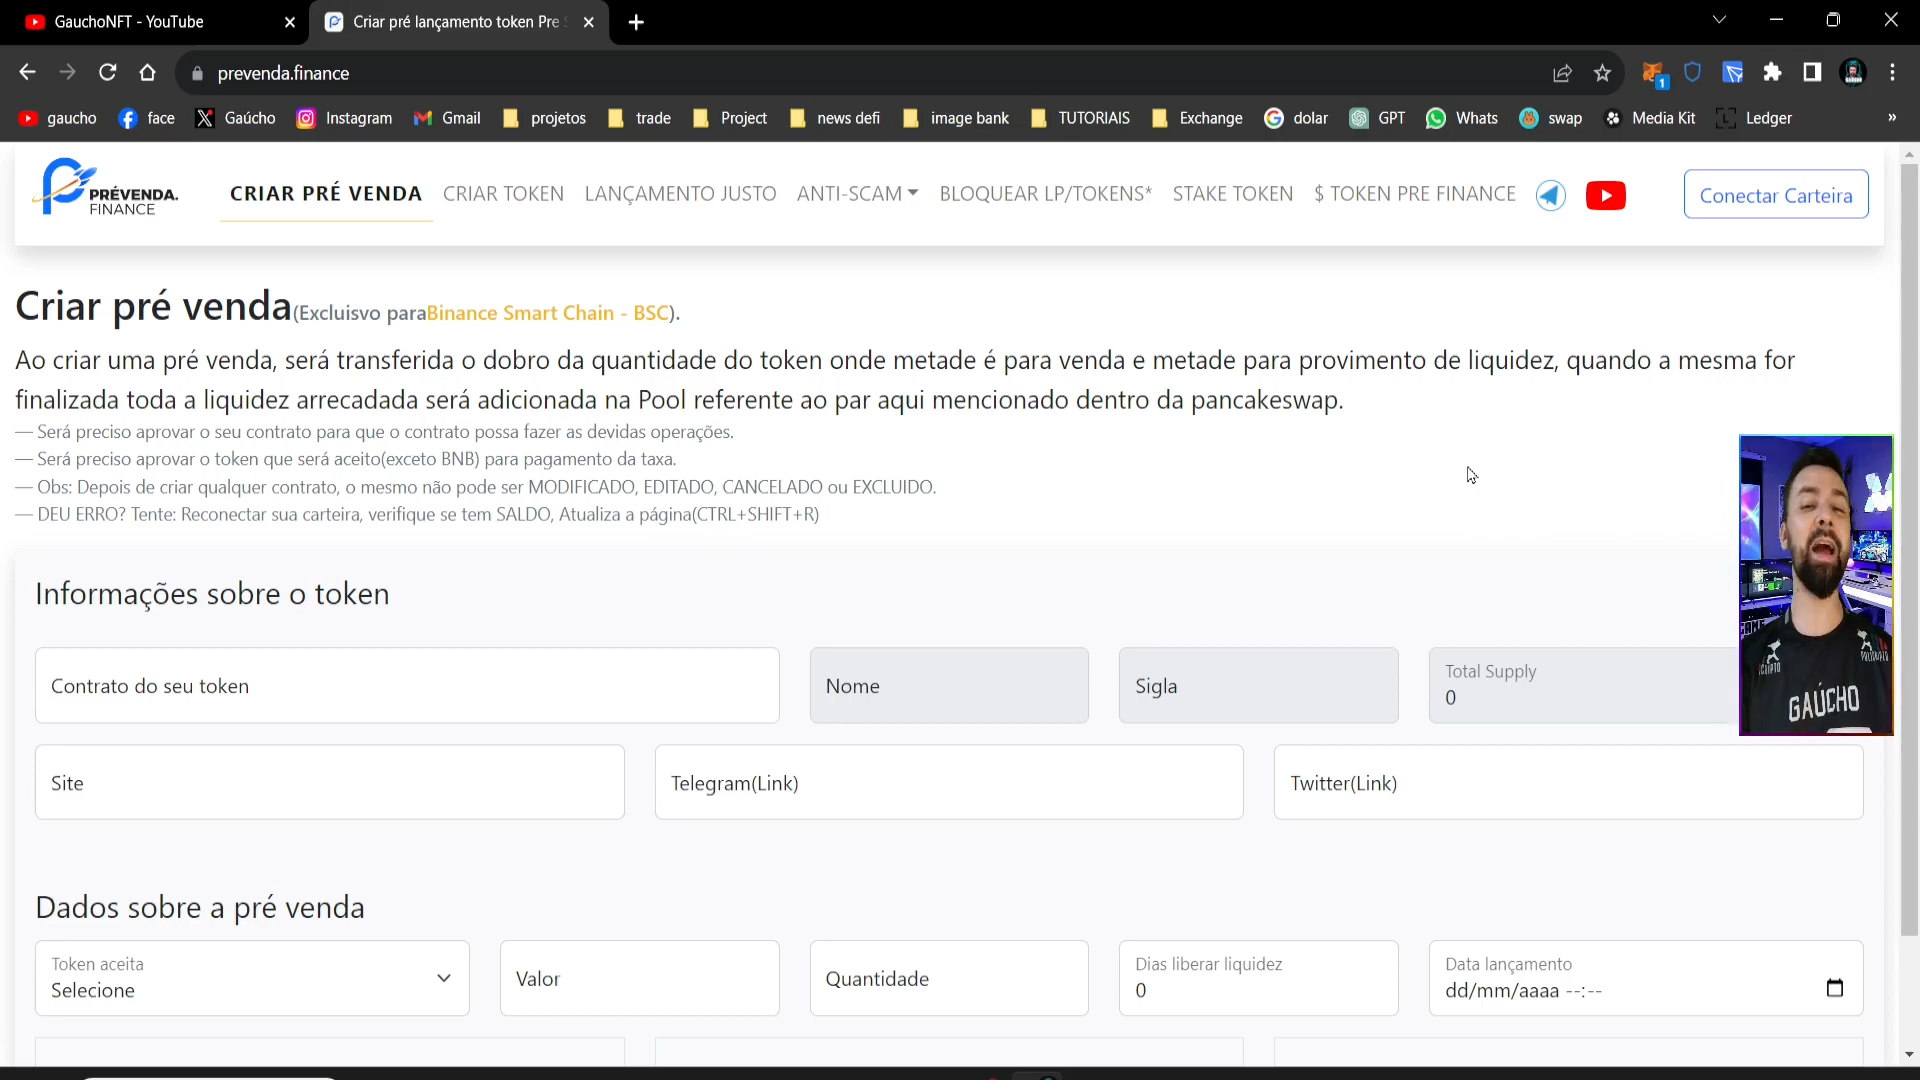 GauchoNFT - YouTube
Criar pré lançamento token Pre
prevenda.finance
1
gaucho
face
Gaúcho
Instagram
Gmail
projetos
trade
Project
news defi
image bank
TUTORIAIS
Exchange
dolar
GPT
Whats
swap
Media Kit
Ledger
»
PRÉVENDA.
FINANCE
CRIAR PRÉ VENDA
CRIAR TOKEN
LANÇAMENTO JUSTO
ANTI-SCAM
BLOQUEAR LP/TOKENS*
STAKE TOKEN
$ TOKEN PRE FINANCE
Conectar Carteira
Criar pré venda(Excluisvo paraBinance Smart Chain - BSC).
Ao criar uma pré venda, será transferida o dobro da quantidade do token onde metade é para venda e metade para provimento de liquidez, quando a mesma for
finalizada toda a liquidez arrecadada será adicionada na Pool referente ao par aqui mencionado dentro da pancakeswap.
— Será preciso aprovar o seu contrato para que o contrato possa fazer as devidas operações.
— Será preciso aprovar o token que será aceito(exceto BNB) para pagamento da taxa.
— Obs: Depois de criar qualquer contrato, o mesmo não pode ser MODIFICADO, EDITADO, CANCELADO ou EXCLUIDO.
— DEU ERRO? Tente: Reconectar sua carteira, verifique se tem SALDO, Atualiza a página(CTRL+SHIFT+R)
Informações sobre o token
Contrato do seu token
Nome
Sigla
Total Supply
0
GAÚCHO
Site
Telegram(Link)
Twitter(Link)
Dados sobre a pré venda
Token aceita
Selecione
Valor
Quantidade
Dias liberar liquidez
0
Data lançamento
dd/mm/aaaa --:--